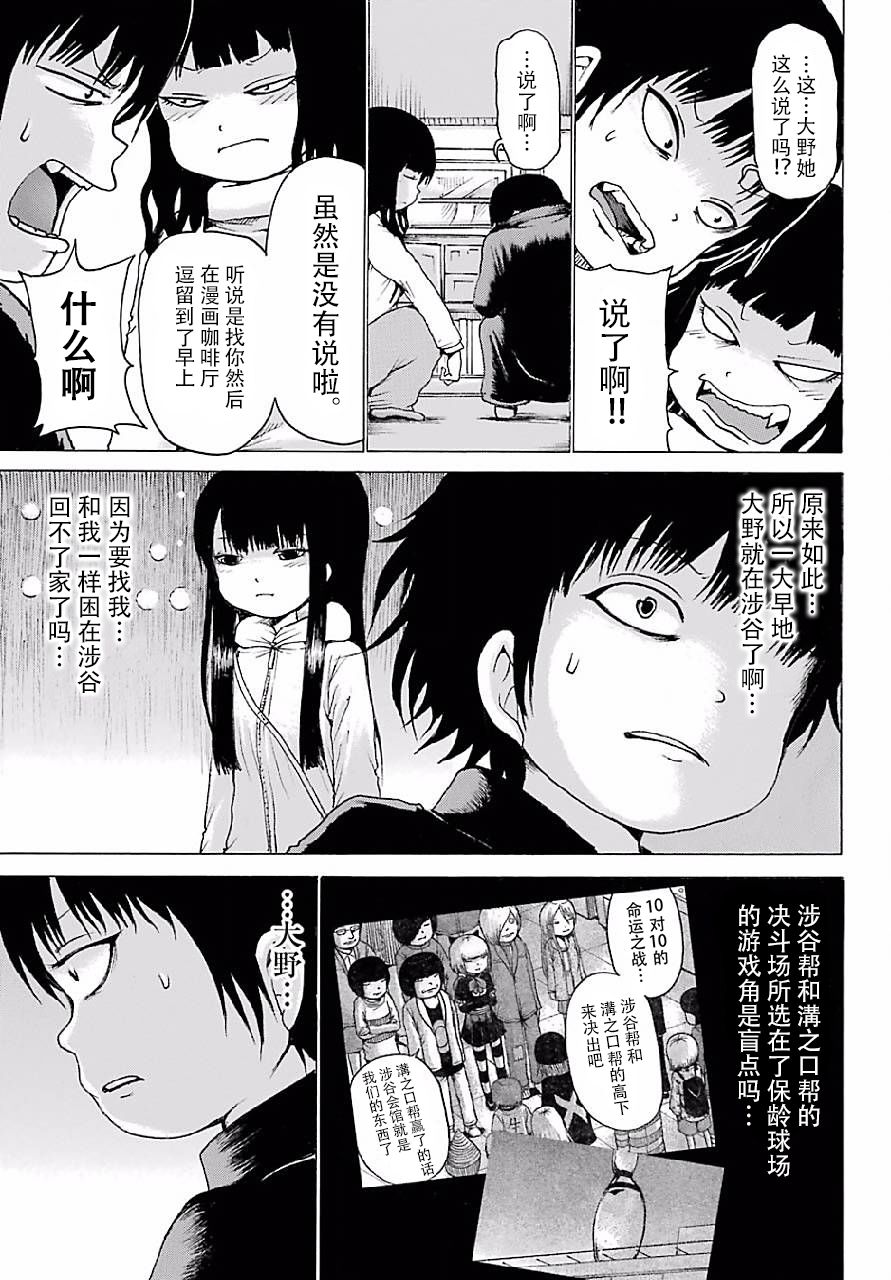 …这…大野她
这么说了吗!?
说了啊!!
…说
了啊…
虽然是没有说啦。
听说是找你然后
在漫画咖啡厅
逗留到了早上
什么啊
原来如此…
所以一大早地
大野就在涉谷了啊…
因为要找我…
和我一样困在涉谷
回不了家了吗…
涉谷帮和溝之口帮的
决斗场所选在了保龄球场
的游戏角是盲点吗…
10对10的
命运之战…
涉谷帮和
溝之口帮的高下
来决出吧
溝之口帮赢了的话
涉谷会馆就是
我们的东西了
……大野…